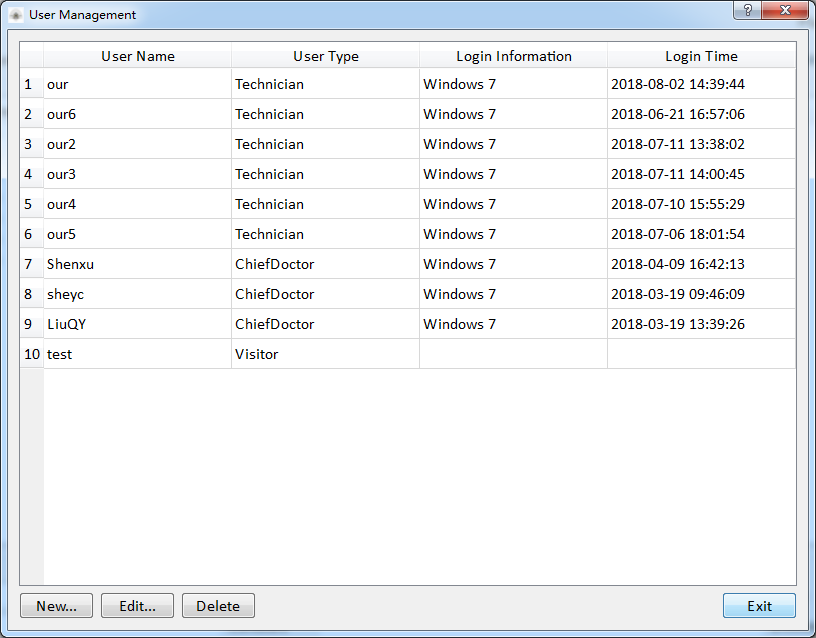 User Management
?
User Name User Type Login Information Login Time
1 our Technician Windows 7 2018-08-02 14:39:44
2 our6 Technician Windows 7 2018-06-21 16:57:06
3 our2 Technician Windows 7 2018-07-11 13:38:02
4 our3 Technician Windows 7 2018-07-11 14:00:45
5 our4 Technician Windows 7 2018-07-10 15:55:29
6 our5 Technician Windows 7 2018-07-06 18:01:54
7 Shenxu ChiefDoctor Windows 7 2018-04-09 16:42:13
8 sheyc ChiefDoctor Windows 7 2018-03-19 09:46:09
9 LiuQY ChiefDoctor Windows 7 2018-03-19 13:39:26
10 test Visitor
New... Edit... Delete Exit